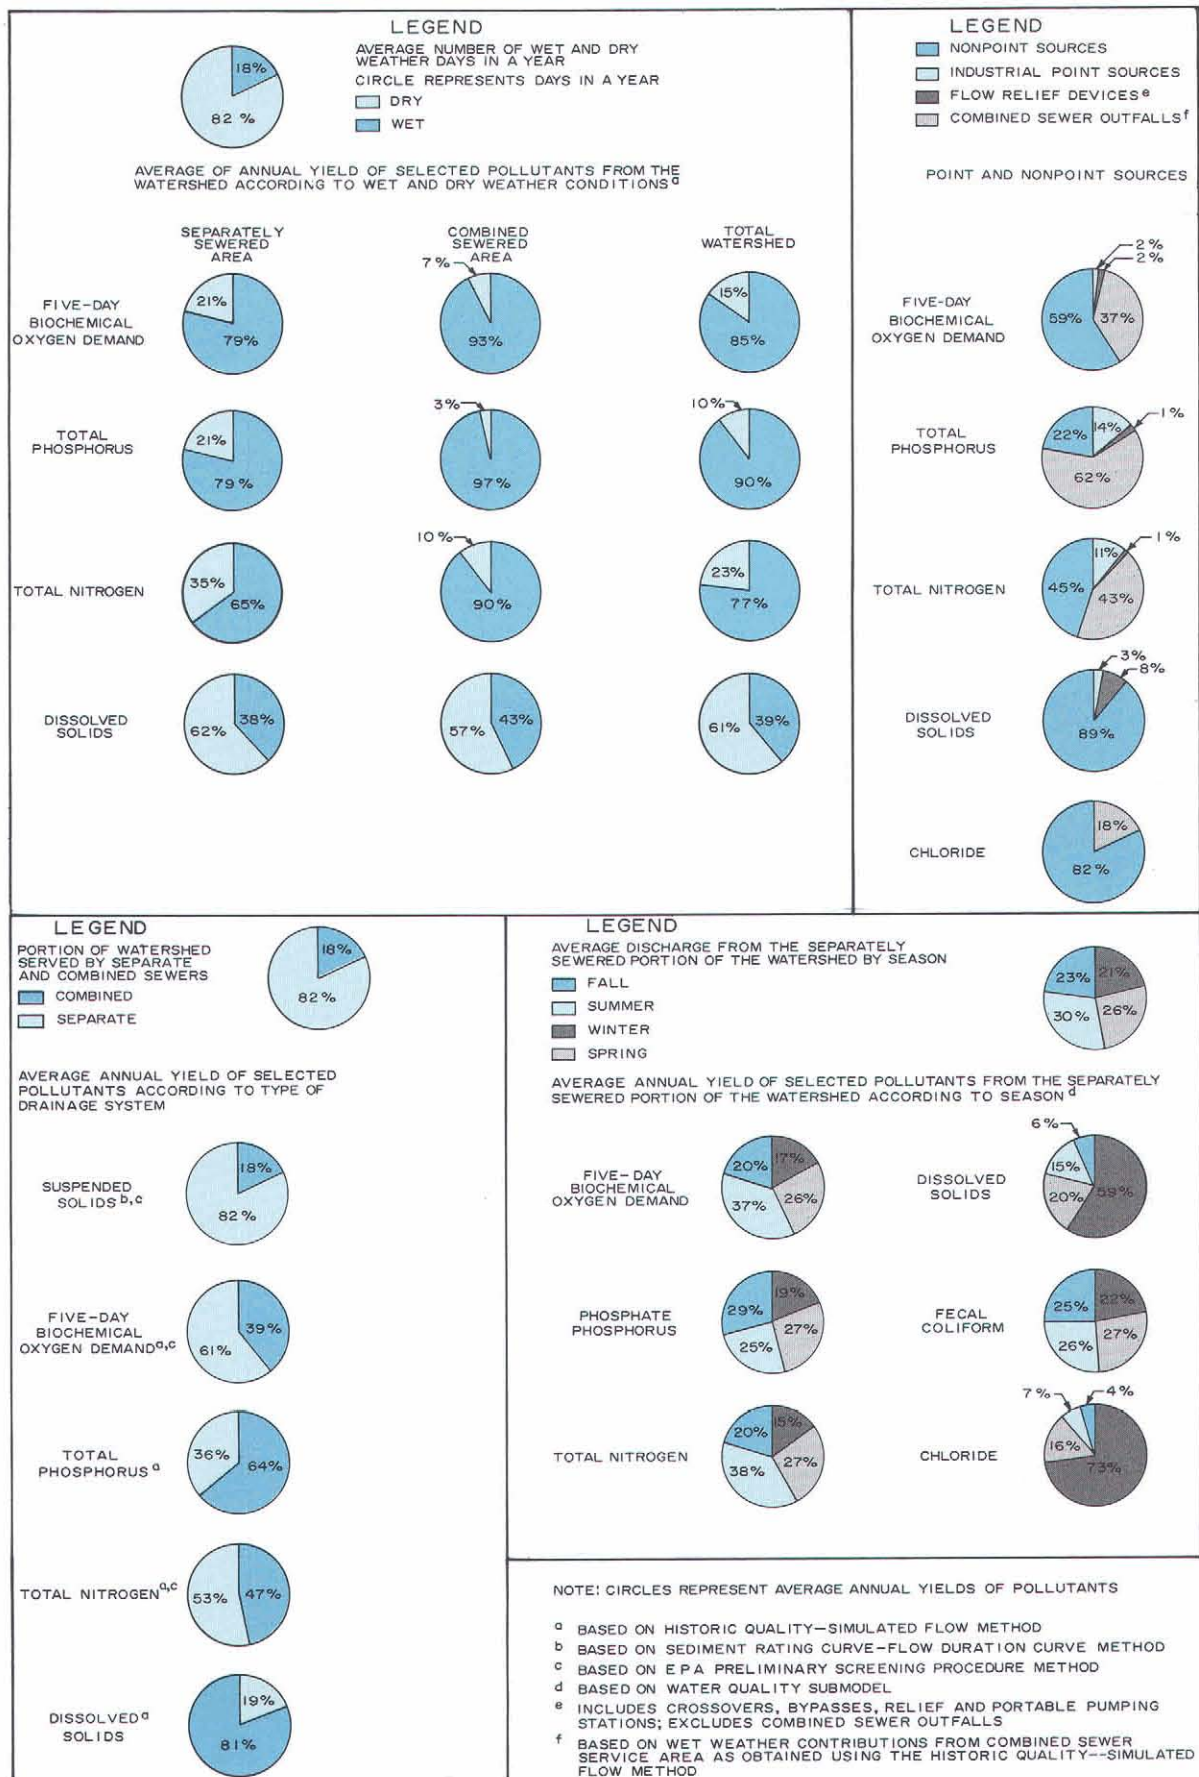 LEGEND
AVERAGE NUMBER OF WET AND DRY
WEATHER DAYS IN A YEAR
CIRCLE REPRESENTS DAYS IN A YEAR
DRY
WET
18%
82 %
AVERAGE OF ANNUAL YIELD OF SELECTED POLLUTANTS FROM THE
WATERSHED ACCORDING TO WET AND DRY WEATHER CONDITIONS a
SEPARATELY
SEWERED
AREA
COMBINED
SEWERED
AREA
TOTAL
WATERSHED
FIVE-DAY
BIOCHEMICAL
OXYGEN DEMAND
21%
79%
7 %
93%
15%
85%
TOTAL
PHOSPHORUS
21%
79%
3%
97%
10%
90%
TOTAL NITROGEN
35%
65%
10%
90%
23%
77%
DISSOLVED
SOLIDS
62%
38%
57%
43%
61%
39%
LEGEND
NONPOINT SOURCES
INDUSTRIAL POINT SOURCES
FLOW RELIEF DEVICES e
COMBINED SEWER OUTFALLS f
POINT AND NONPOINT SOURCES
FIVE-DAY
BIOCHEMICAL
OXYGEN DEMAND
2 %
2%
59%
37%
TOTAL
PHOSPHORUS
22%
14%
1%
62%
TOTAL NITROGEN
45%
11%
1%
43%
DISSOLVED
SOLIDS
3%
8%
89%
CHLORIDE
18%
82%
LEGEND
PORTION OF WATERSHED
SERVED BY SEPARATE
AND COMBINED SEWERS
COMBINED
SEPARATE
18%
82%
AVERAGE ANNUAL YIELD OF SELECTED
POLLUTANTS ACCORDING TO TYPE OF
DRAINAGE SYSTEM
SUSPENDED
SOLIDS b,c
18%
82%
FIVE-DAY
BIOCHEMICAL
OXYGEN DEMAND a,c
39%
61%
TOTAL
PHOSPHORUS a
36%
64%
TOTAL NITROGEN a,c
53%
47%
DISSOLVED a
SOLIDS
19%
81%
LEGEND
AVERAGE DISCHARGE FROM THE SEPARATELY
SEWERED PORTION OF THE WATERSHED BY SEASON
FALL
SUMMER
WINTER
SPRING
23%
21%
30%
26%
AVERAGE ANNUAL YIELD OF SELECTED POLLUTANTS FROM THE SEPARATELY
SEWERED PORTION OF THE WATERSHED ACCORDING TO SEASON d
FIVE-DAY
BIOCHEMICAL
OXYGEN DEMAND
20%
17%
37%
26%
DISSOLVED
SOLIDS
6%
15%
20%
59%
PHOSPHATE
PHOSPHORUS
29%
19%
25%
27%
FECAL
COLIFORM
25%
22%
26%
27%
TOTAL NITROGEN
20%
15%
38%
27%
CHLORIDE
7%
4%
16%
73%
NOTE: CIRCLES REPRESENT AVERAGE ANNUAL YIELDS OF POLLUTANTS
a BASED ON HISTORIC QUALITY-SIMULATED FLOW METHOD
b BASED ON SEDIMENT RATING CURVE-FLOW DURATION CURVE METHOD
c BASED ON EPA PRELIMINARY SCREENING PROCEDURE METHOD
d BASED ON WATER QUALITY SUBMODEL
e INCLUDES CROSSOVERS, BYPASSES, RELIEF AND PORTABLE PUMPING
STATIONS; EXCLUDES COMBINED SEWER OUTFALLS
f BASED ON WET WEATHER CONTRIBUTIONS FROM COMBINED SEWER
SERVICE AREA AS OBTAINED USING THE HISTORIC QUALITY--SIMULATED
FLOW METHOD